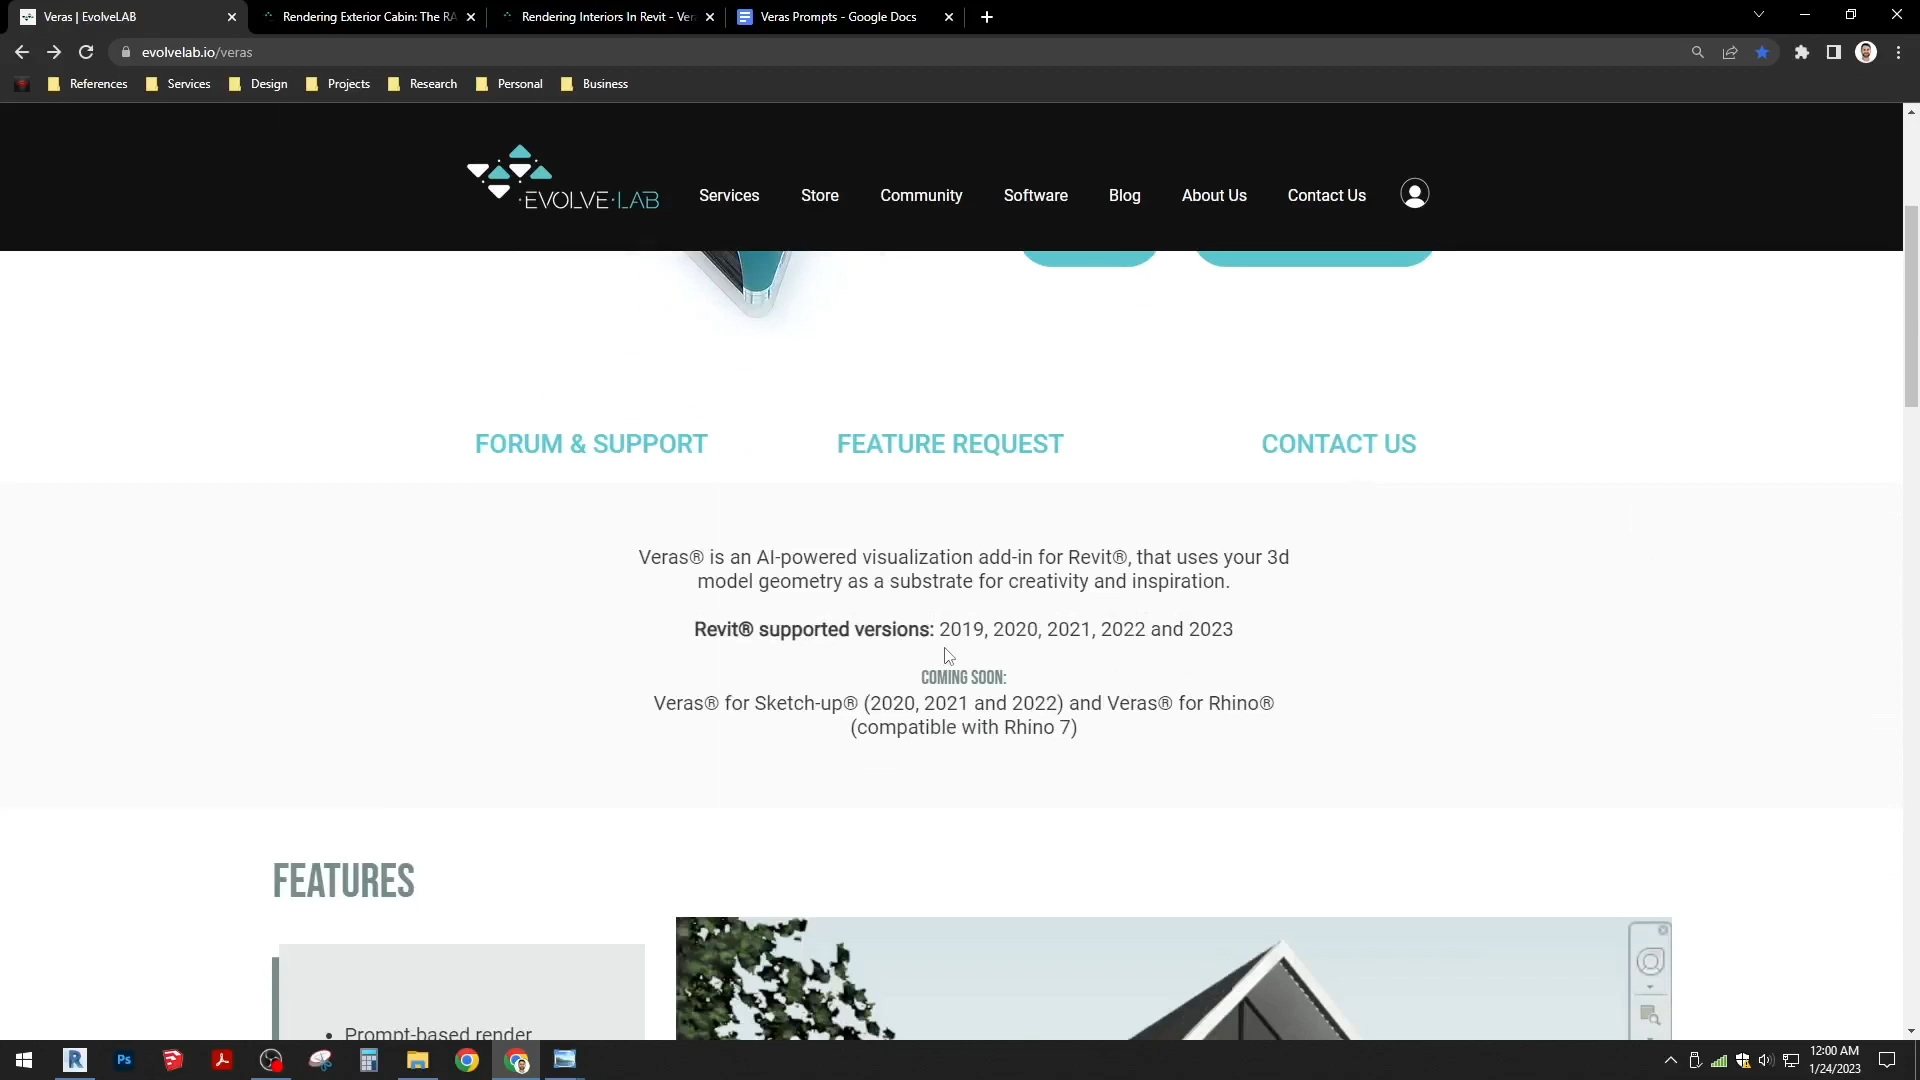 Veras | EvolveLAB
Rendering Exterior Cabin: The RA
Rendering Interiors In Revit - Ver
Veras Prompts - Google Docs
evolvelab.io/veras
References
Services
Design
Projects
Research
Personal
Business
EVOLVE·LAB
Services
Store
Community
Software
Blog
About Us
Contact Us
FORUM & SUPPORT
FEATURE REQUEST
CONTACT US
Veras® is an AI-powered visualization add-in for Revit®, that uses your 3d
model geometry as a substrate for creativity and inspiration.
Revit® supported versions: 2019, 2020, 2021, 2022 and 2023
COMING SOON:
Veras® for Sketch-up® (2020, 2021 and 2022) and Veras® for Rhino®
(compatible with Rhino 7)
FEATURES
• Prompt-based render
R
Ps
12:00 AM
1/24/2023